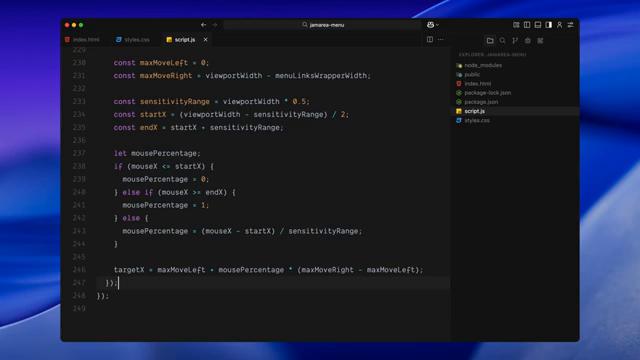 jamarea-menu
index.html
styles.css
script.js
229
230 const maxMoveLeft = 0;
231 const maxMoveRight = viewportWidth - menuLinksWrapperWidth;
232
233 const sensitivityRange = viewportWidth * 0.5;
234 const startX = (viewportWidth - sensitivityRange) / 2;
235 const endX = startX + sensitivityRange;
236
237 let mousePercentage;
238 if (mouseX <= startX) {
239 mousePercentage = 0;
240 } else if (mouseX >= endX) {
241 mousePercentage = 1;
242 } else {
243 mousePercentage = (mouseX - startX) / sensitivityRange;
244 }
245
246 targetX = maxMoveLeft + mousePercentage * (maxMoveRight - maxMoveLeft);
247 });
248 });
249
EXPLORER: JAMAREA-MENU
node_modules
public
index.html
package-lock.json
package.json
script.js
styles.css